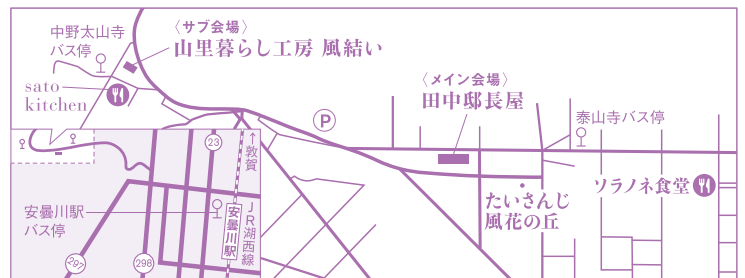 中野太山寺
バス停
〈サブ会場〉
山里暮らし工房 風結い
sato
kitchen
〈メイン会場〉
田中邸長屋
P
泰山寺バス停
ソラノネ食堂
たいさんじ
風花の丘
23
↑敦賀
安曇川駅
バス停
安曇川駅
JR湖西線
297
298